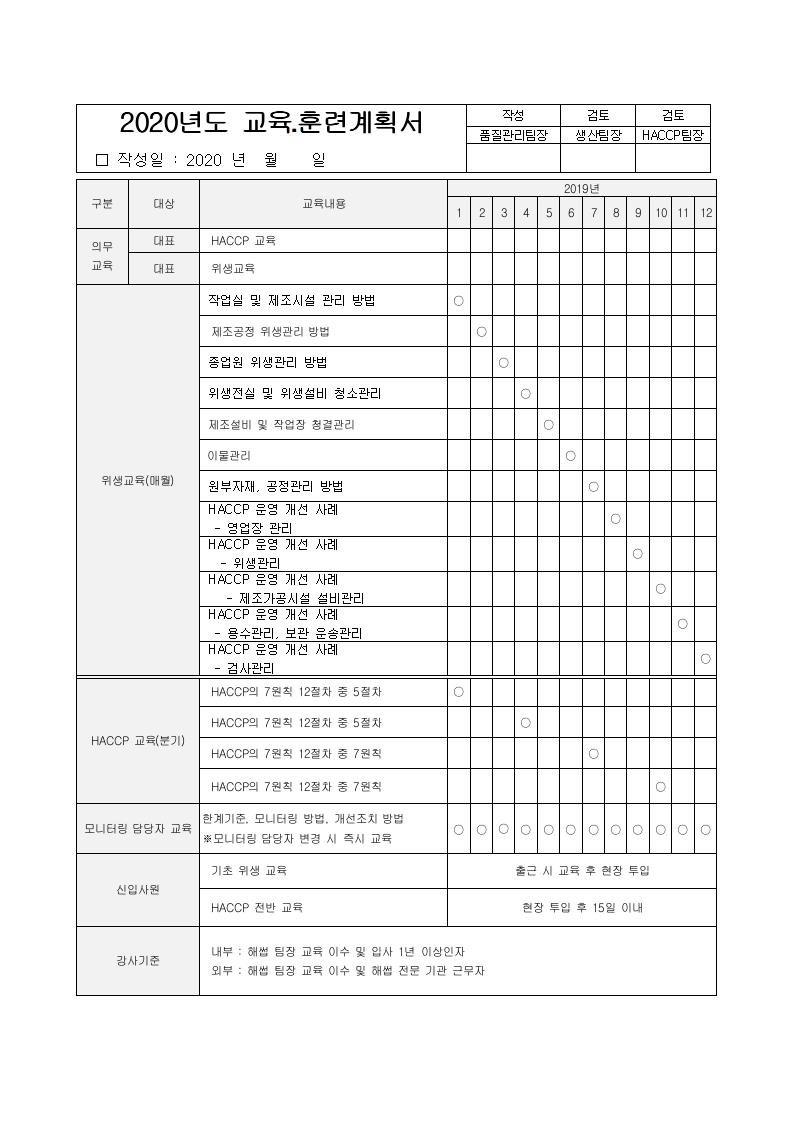 2020년도 교육.훈련계획서
작성 검토 검토
품질관리팀장 생산팀장 HACCP팀장
□ 작성일 : 2020 년 월 일
구분 대상 교육내용 2019년
1 2 3 4 5 6 7 8 9 10 11 12
의무
교육
대표 HACCP 교육
대표 위생교육
위생교육(매월)
작업실 및 제조시설 관리 방법 ○
제조공정 위생관리 방법 ○
종업원 위생관리 방법 ○
위생전실 및 위생설비 청소관리 ○
제조설비 및 작업장 청결관리 ○
이물관리 ○
원부자재, 공정관리 방법 ○
HACCP 운영 개선 사례
- 영업장 관리 ○
HACCP 운영 개선 사례
- 위생관리 ○
HACCP 운영 개선 사례
- 제조가공시설 설비관리 ○
HACCP 운영 개선 사례
- 용수관리, 보관 운송관리 ○
HACCP 운영 개선 사례
- 검사관리 ○
HACCP 교육(분기)
HACCP의 7원칙 12절차 중 5절차 ○
HACCP의 7원칙 12절차 중 5절차 ○
HACCP의 7원칙 12절차 중 7원칙 ○
HACCP의 7원칙 12절차 중 7원칙 ○
모니터링 담당자 교육
한계기준, 모니터링 방법, 개선조치 방법
※모니터링 담당자 변경 시 즉시 교육
○ ○ ○ ○ ○ ○ ○ ○ ○ ○ ○ ○
신입사원
기초 위생 교육 출근 시 교육 후 현장 투입
HACCP 전반 교육 현장 투입 후 15일 이내
강사기준
내부 : 해썹 팀장 교육 이수 및 입사 1년 이상인자
외부 : 해썹 팀장 교육 이수 및 해썹 전문 기관 근무자